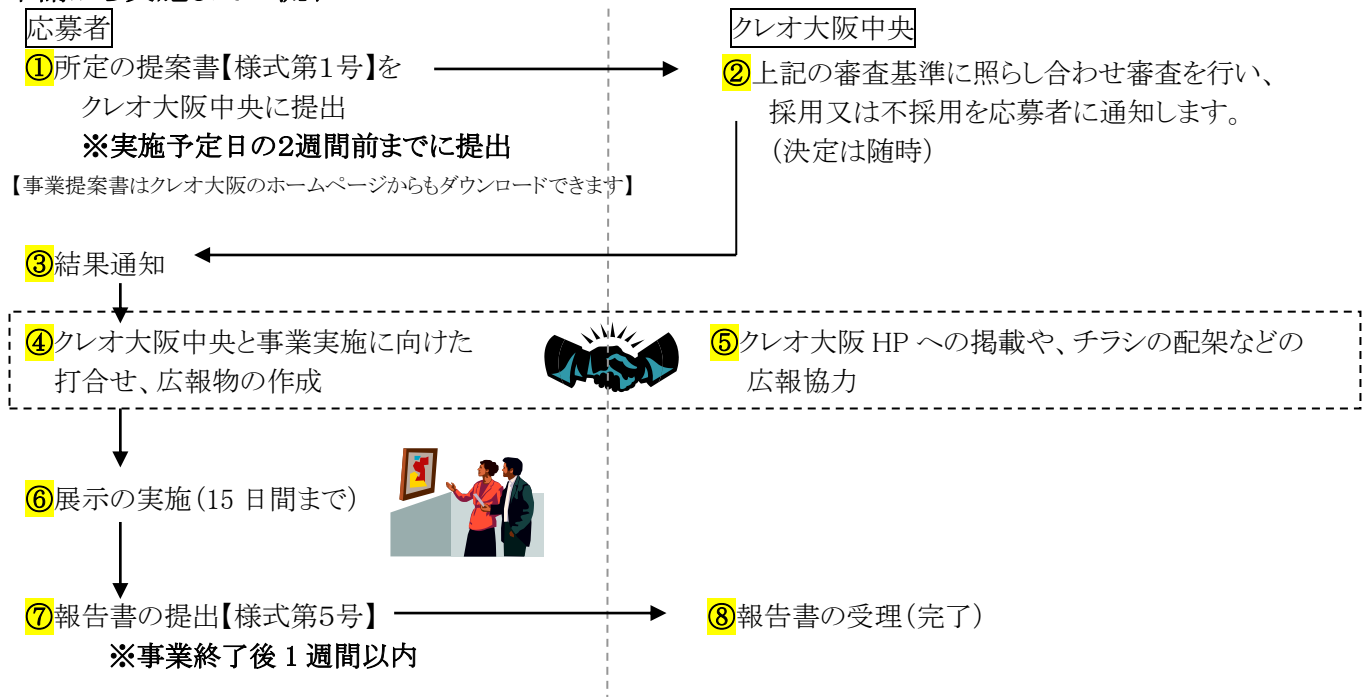 応募者
クレオ大阪中央
①所定の提案書【様式第1号】を
クレオ大阪中央に提出
※実施予定日の2週間前までに提出
【事業提案書はクレオ大阪のホームページからもダウンロードできます】
②上記の審査基準に照らし合わせ審査を行い、
採用又は不採用を応募者に通知します。
(決定は随時)
③結果通知
④クレオ大阪中央と事業実施に向けた
打合せ、広報物の作成
⑤クレオ大阪 HP への掲載や、チラシの配架などの
広報協力
⑥展示の実施(15 日間まで)
⑦報告書の提出【様式第5号】
※事業終了後 1 週間以内
⑧報告書の受理(完了)